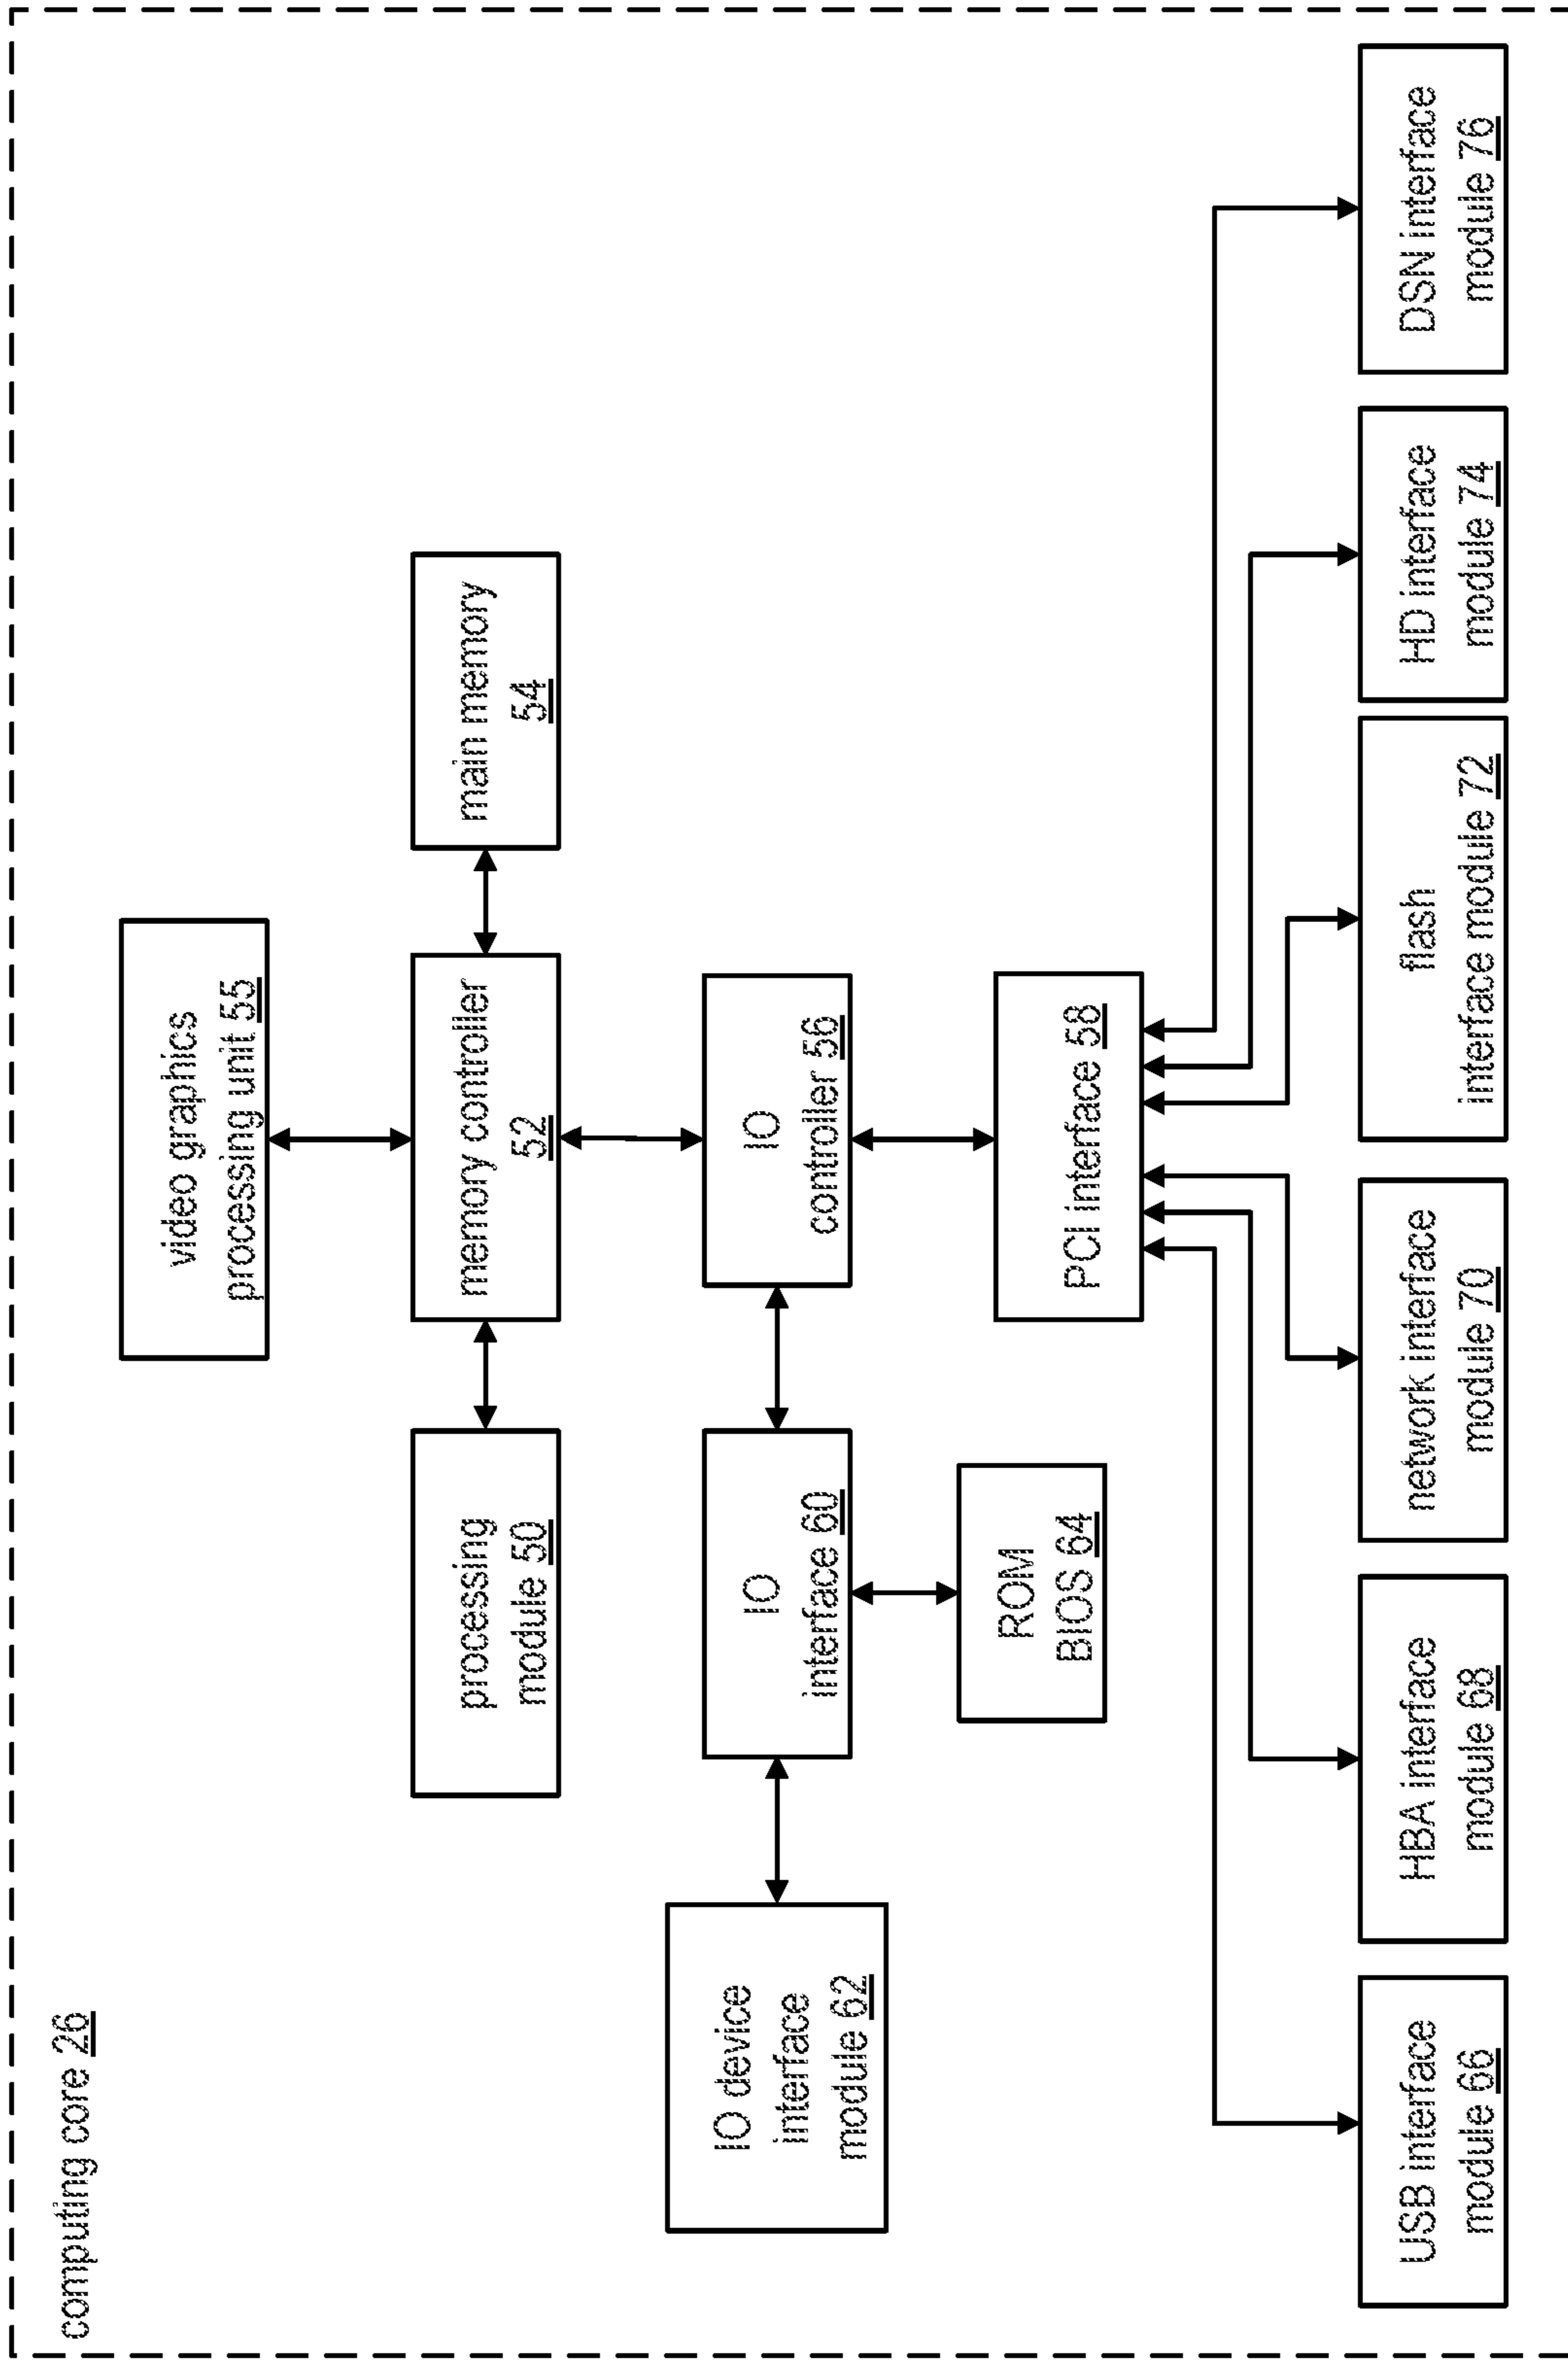 computing core 26
video graphics
processing unit 55
processing
module 50
memory controller
52
main memory
54
IO device
interface
module 62
IO
interface 60
IO
controller 56
ROM
BIOS 64
PCI interface 58
USB interface
module 66
HBA interface
module 68
network interface
module 70
flash
interface module 72
HD interface
module 74
DSN interface
module 76